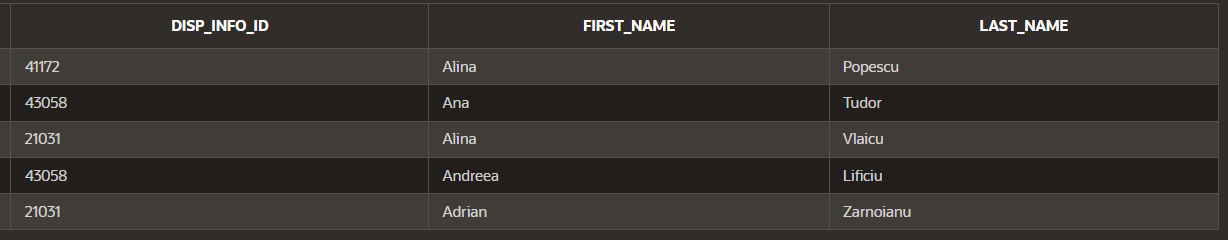 DISP_INFO_ID FIRST_NAME LAST_NAME
41172 Alina Popescu
43058 Ana Tudor
21031 Alina Vlaicu
43058 Andreea Lificiu
21031 Adrian Zarnoianu